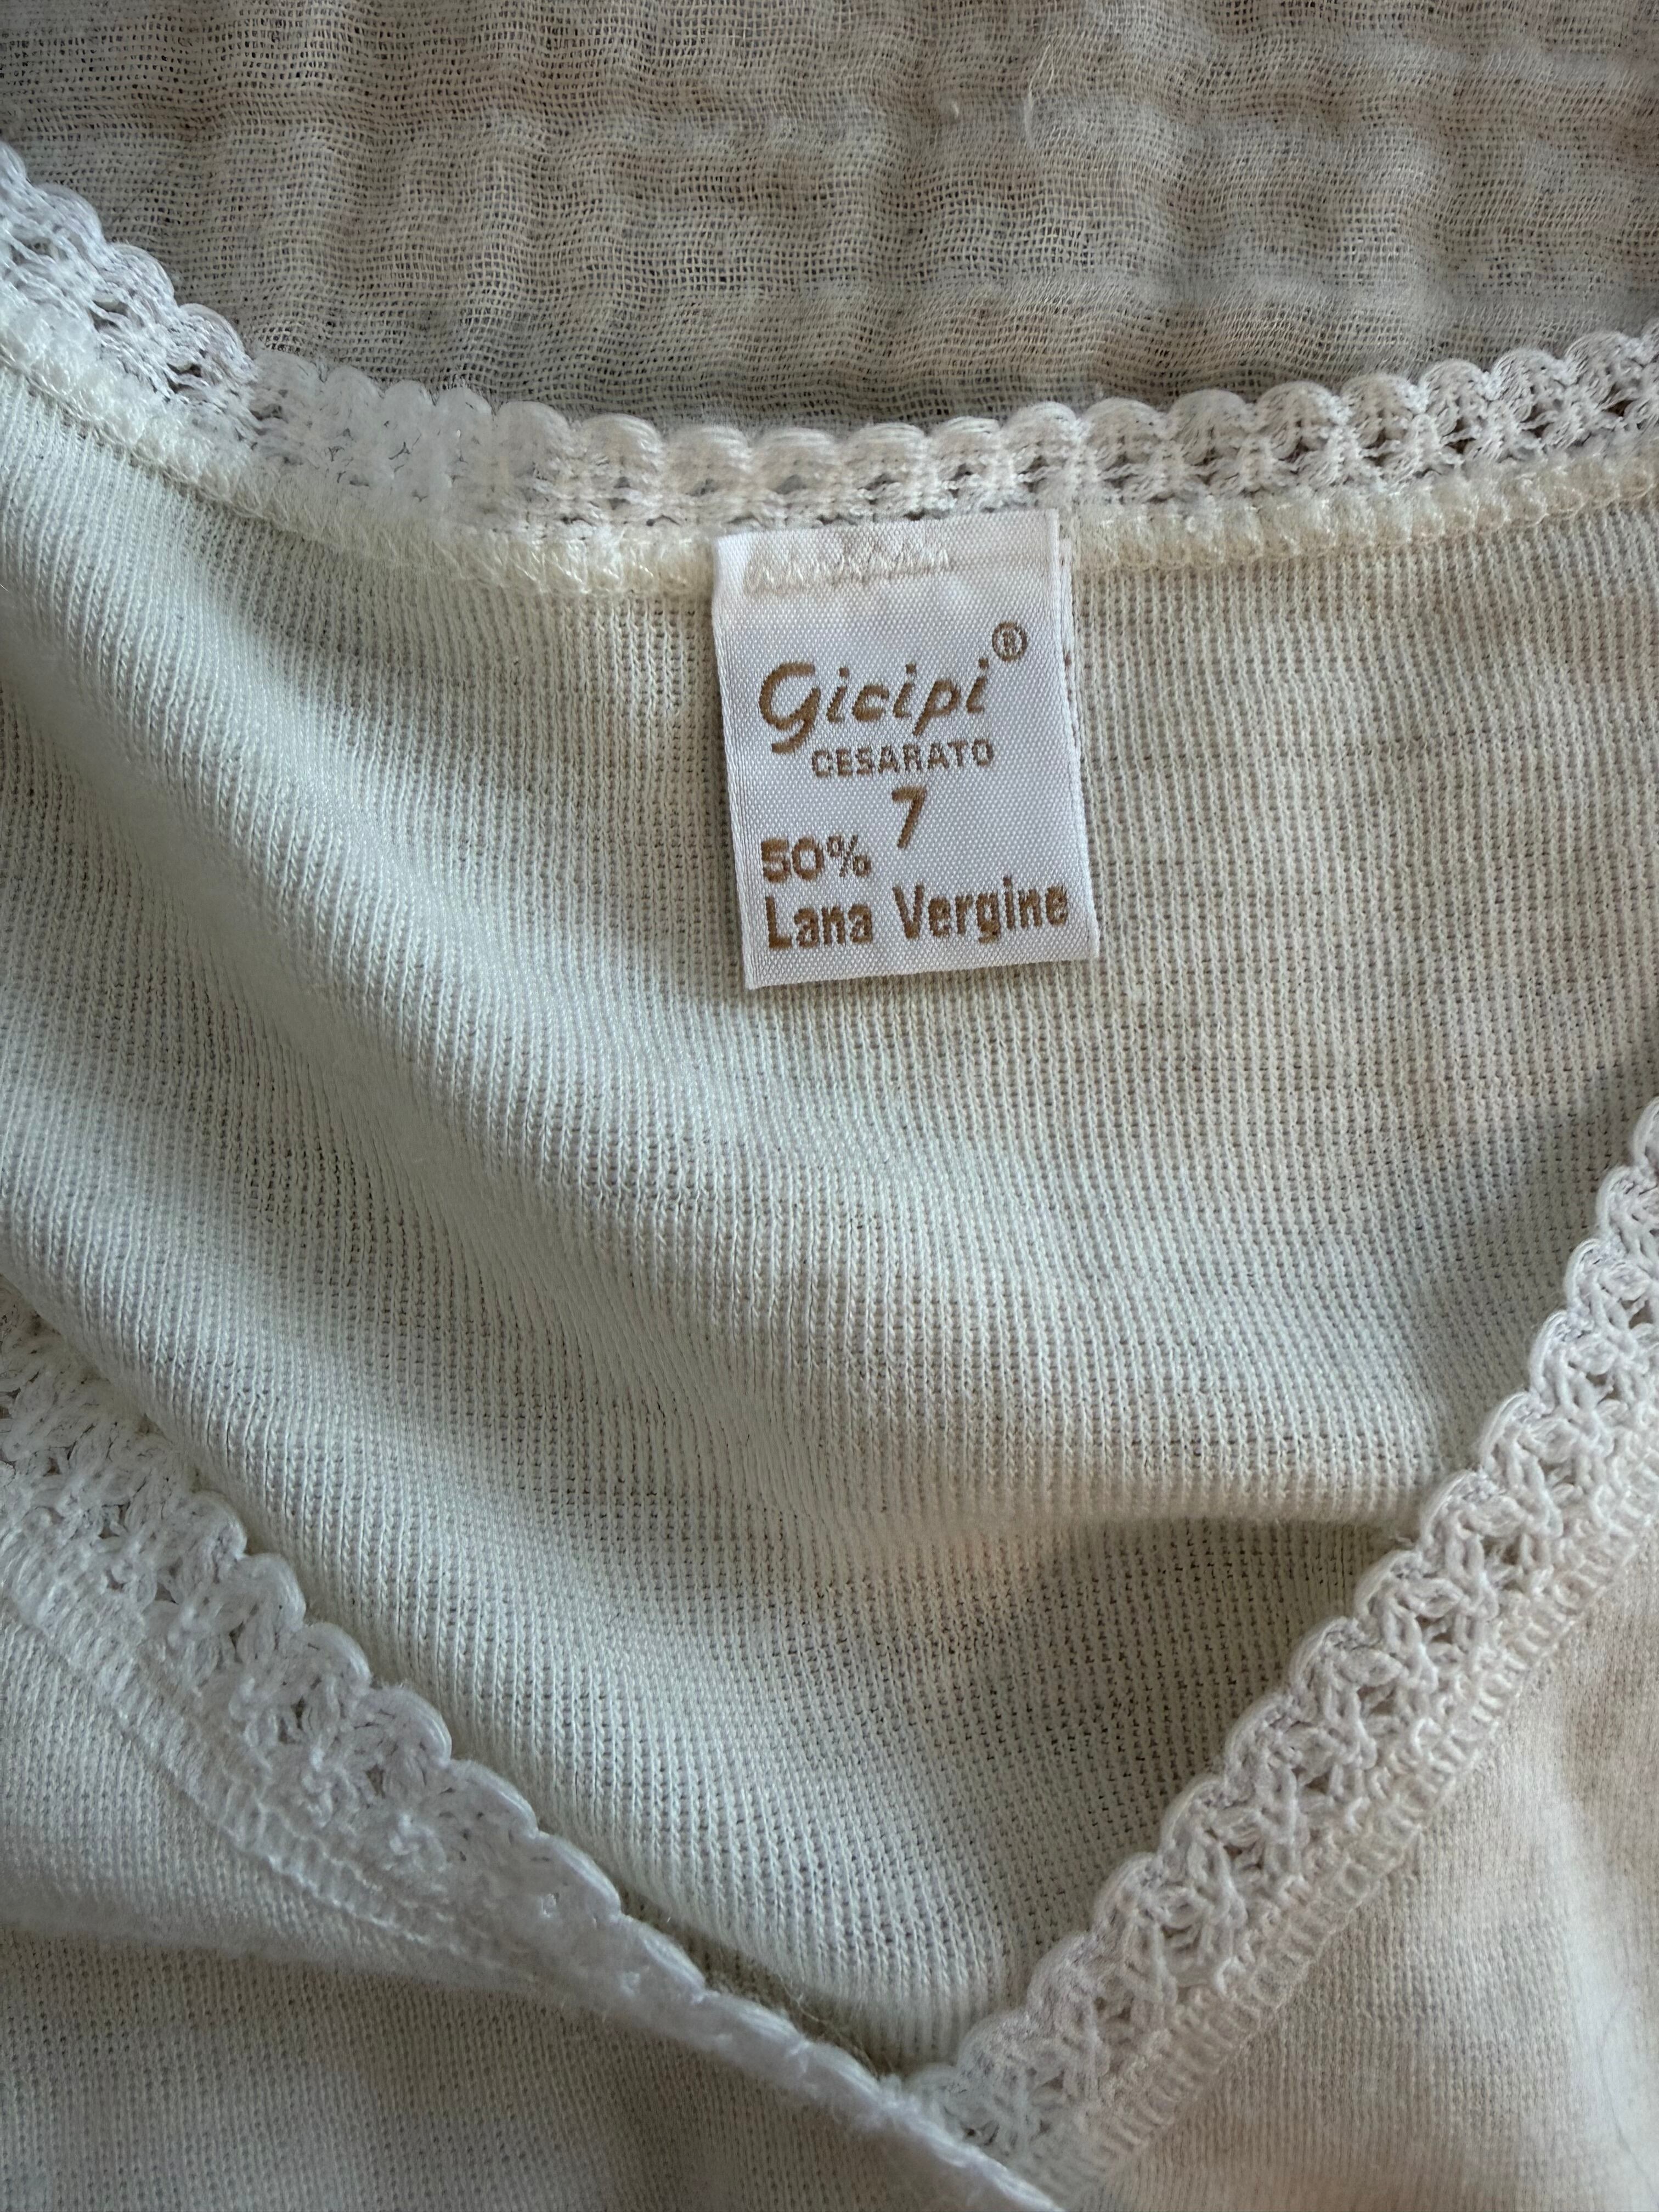 Gicipi®
CESARATO
7
50%
Lana Vergine